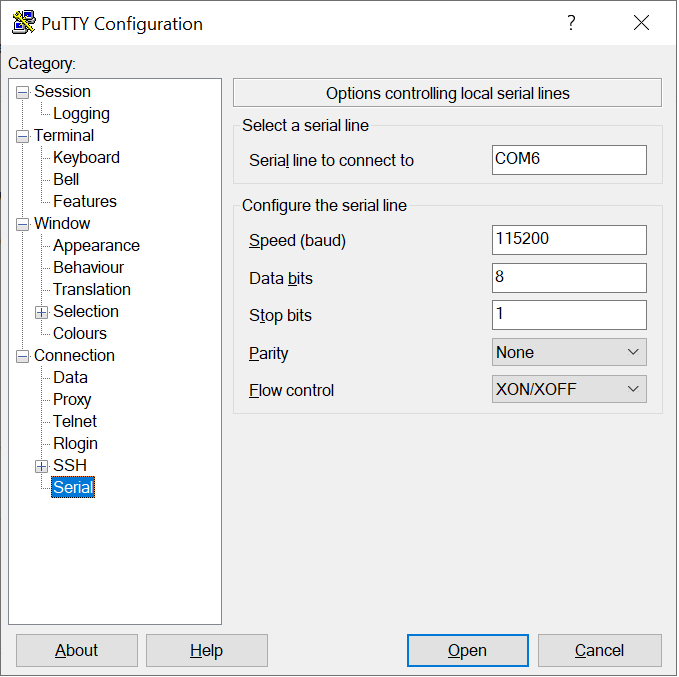 PuTTY Configuration
Category:
Session
Logging
Terminal
Keyboard
Bell
Features
Window
Appearance
Behaviour
Translation
Selection
Colours
Connection
Data
Proxy
Telnet
Rlogin
SSH
Serial
Options controlling local serial lines
Select a serial line
Serial line to connect to COM6
Configure the serial line
Speed (baud) 115200
Data bits 8
Stop bits 1
Parity None
Flow control XON/XOFF
About Help Open Cancel